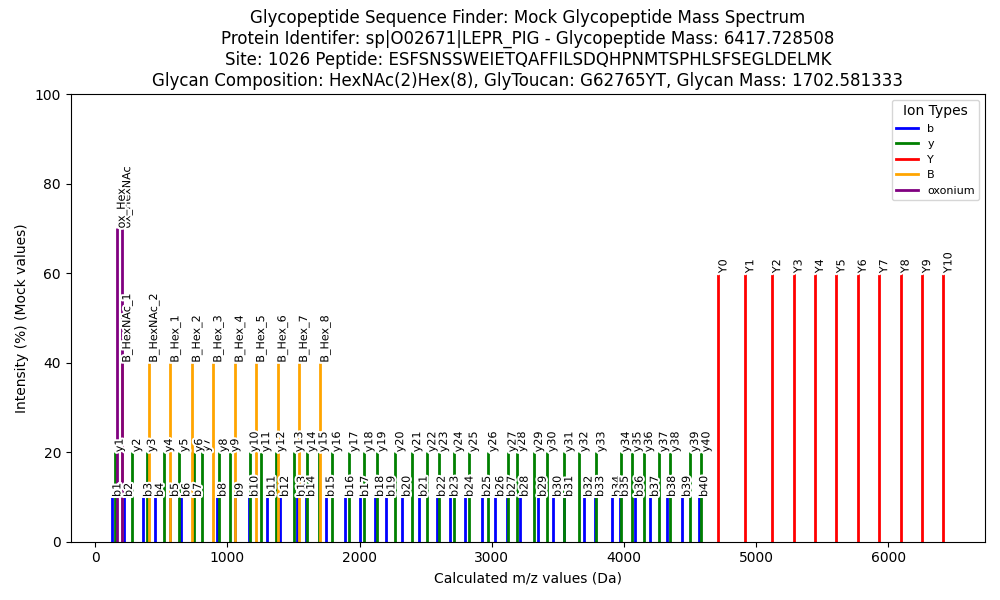 Glycopeptide Sequence Finder: Mock Glycopeptide Mass Spectrum
Protein Identifer: sp|O02671|LEPR_PIG - Glycopeptide Mass: 6417.728508
Site: 1026 Peptide: ESFSNSSWEIETQAFFILSDQHPNMTSPHLSFSEGLDELMK
Glycan Composition: HexNAc(2)Hex(8), GlyToucan: G62765YT, Glycan Mass: 1702.581333
Intensity (%) (Mock values)
100
80
60
40
20
0
Ion Types
b
y
Y
B
oxonium
ox_Hex
ox_HexNAc
Y0
Y1
Y2
Y3
Y4
Y5
Y6
Y7
Y8
Y9
Y10
B_HexNAc_1
B_HexNAc_2
B_Hex_1
B_Hex_2
B_Hex_3
B_Hex_4
B_Hex_5
B_Hex_6
B_Hex_7
B_Hex_8
y1
y2
y3
y4
y5
y6
y7
y8
y9
y10
y11
y12
y13
y14
y15
y16
y17
y18
y19
y20
y21
y22
y23
y24
y25
y26
y27
y28
y29
y30
y31
y32
y33
y34
y35
y36
y37
y38
y39
y40
b1
b2
b3
b4
b5
b6
b7
b8
b9
b10
b11
b12
b13
b14
b15
b16
b17
b18
b19
b20
b21
b22
b23
b24
b25
b26
b27
b28
b29
b30
b31
b32
b33
b34
b35
b36
b37
b38
b39
b40
0
1000
2000
3000
4000
5000
6000
Calculated m/z values (Da)